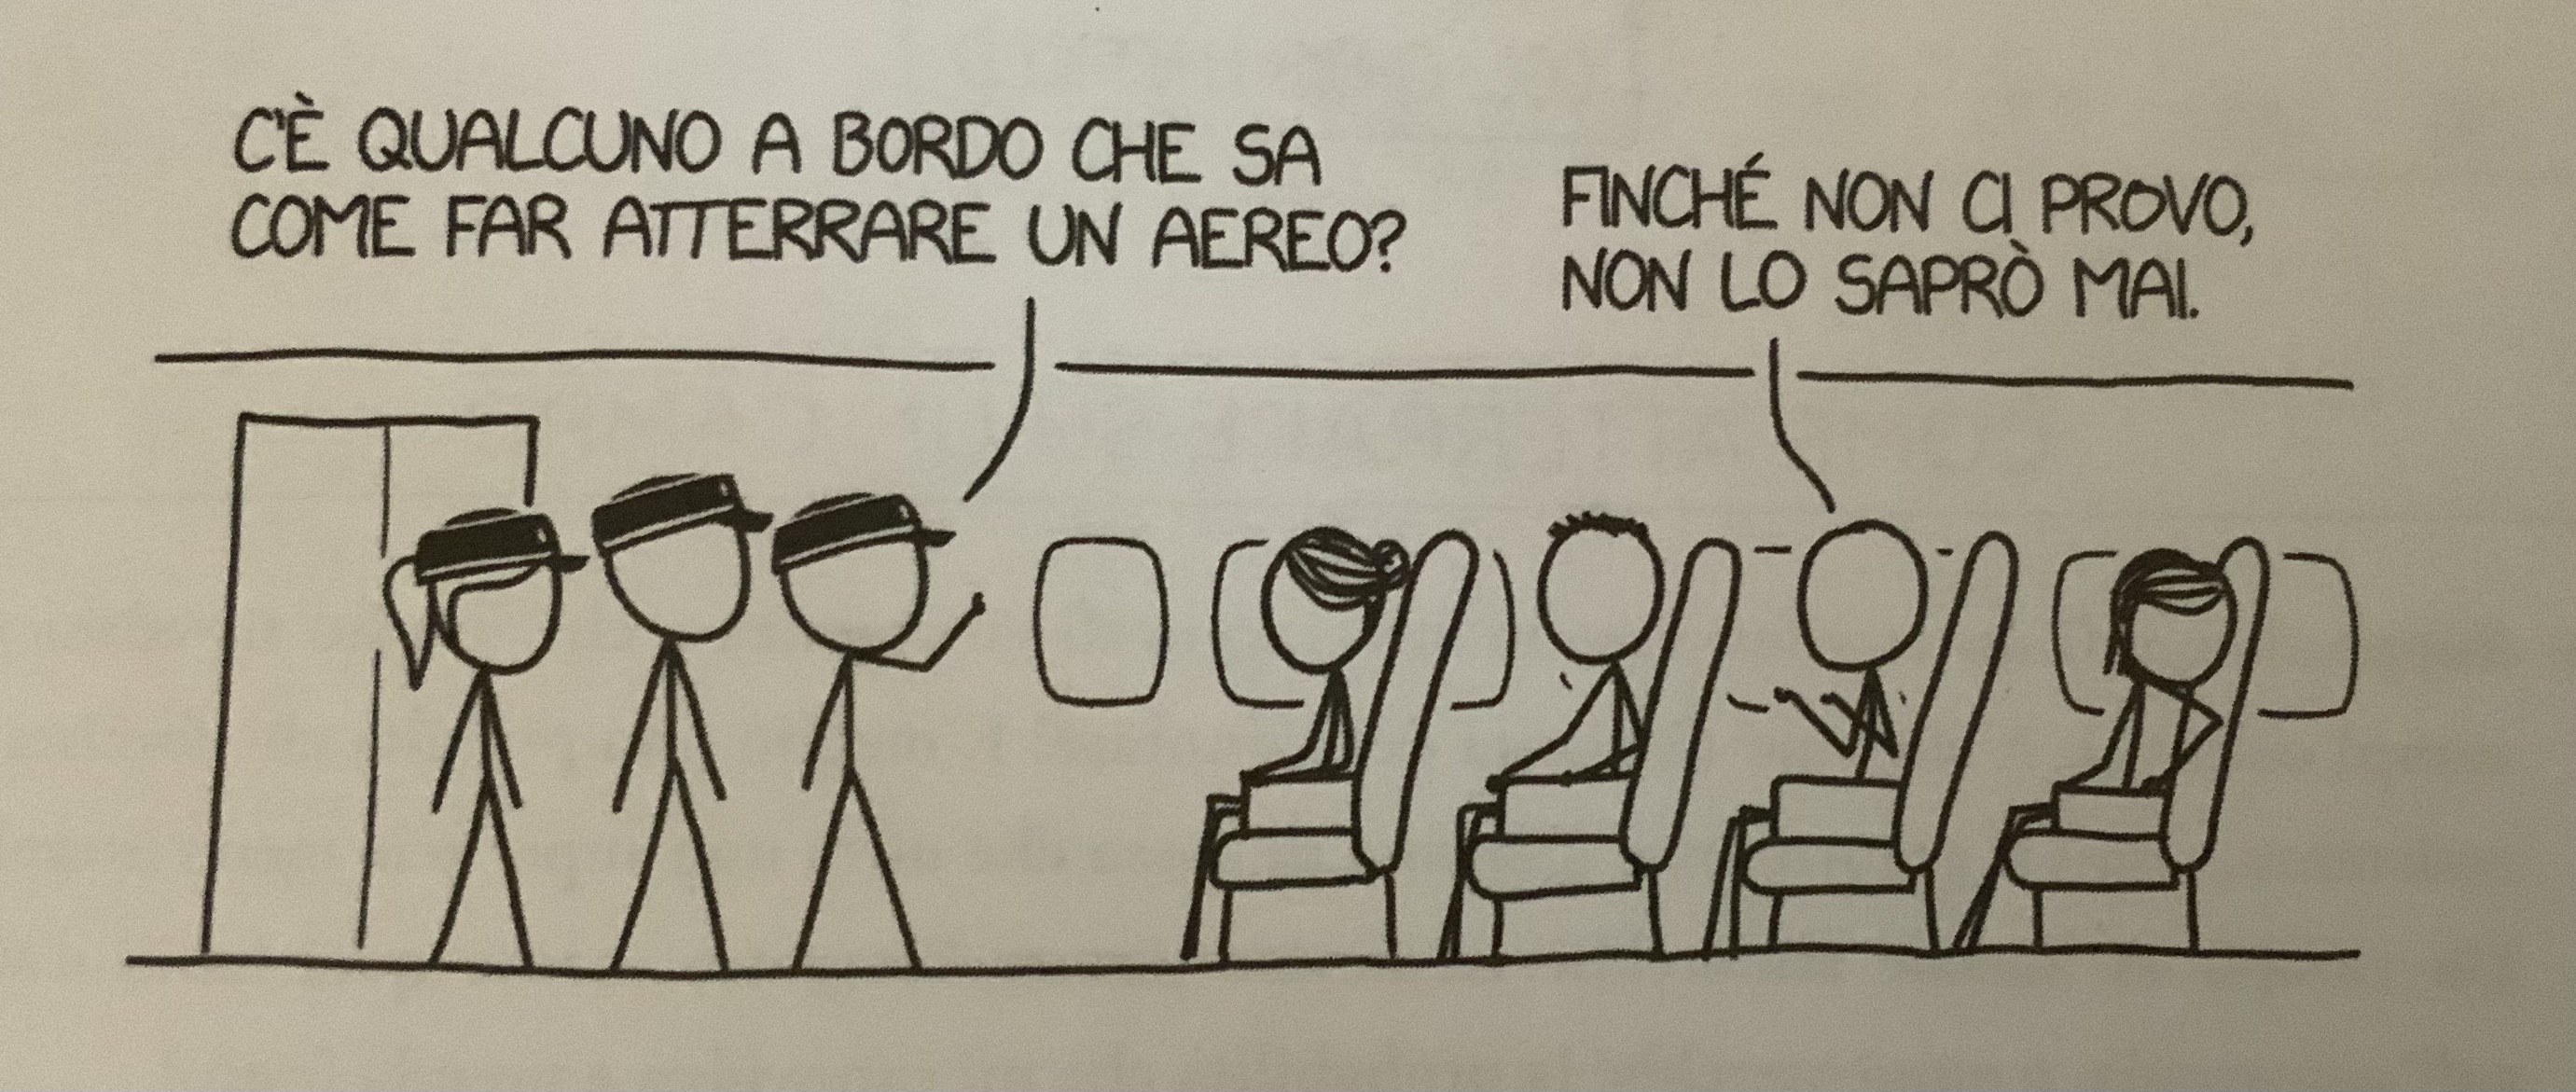 C'È QUALCUNO A BORDO CHE SA
COME FAR ATTERRARE UN AEREO?
FINCHÉ NON CI PROVO,
NON LO SAPRÒ MAI.